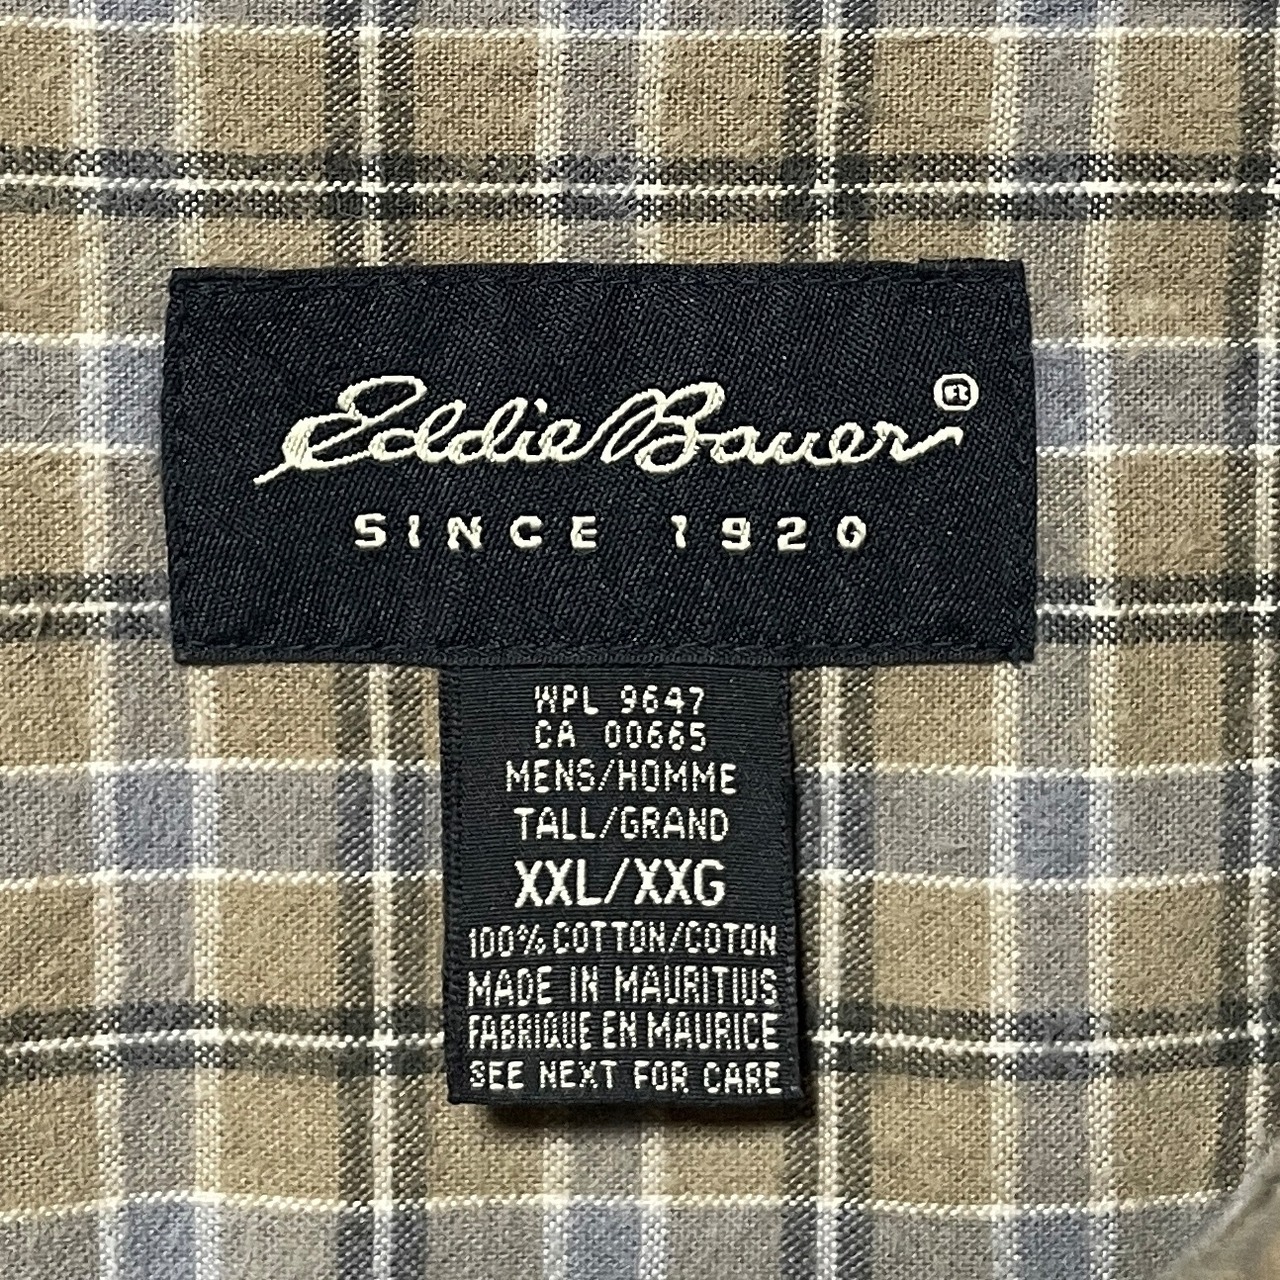 Eddie Bauer ®
SINCE 1920
WPL 9647
CA 00665
MENS/HOMME
TALL/GRAND
XXL/XXG
100% COTTON/COTON
MADE IN MAURITIUS
FABRIQUE EN MAURICE
SEE NEXT FOR CARE